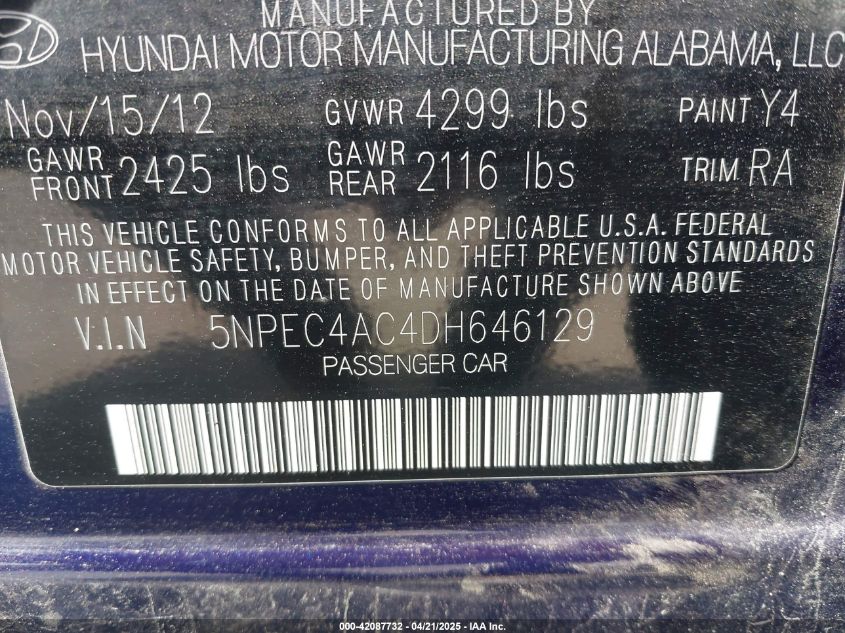 MANUFACTURED BY
HYUNDAI MOTOR MANUFACTURING ALABAMA, LLC
Nov/15/12 GVWR 4299 lbs PAINT Y4
GAWR FRONT 2425 lbs GAWR REAR 2116 lbs TRIM RA
THIS VEHICLE CONFORMS TO ALL APPLICABLE U.S.A. FEDERAL
MOTOR VEHICLE SAFETY, BUMPER, AND THEFT PREVENTION STANDARDS
IN EFFECT ON THE DATE OF MANUFACTURE SHOWN ABOVE
V.I.N 5NPEC4AC4DH646129
PASSENGER CAR
000-42087732 - 04/21/2025 - IAA Inc.